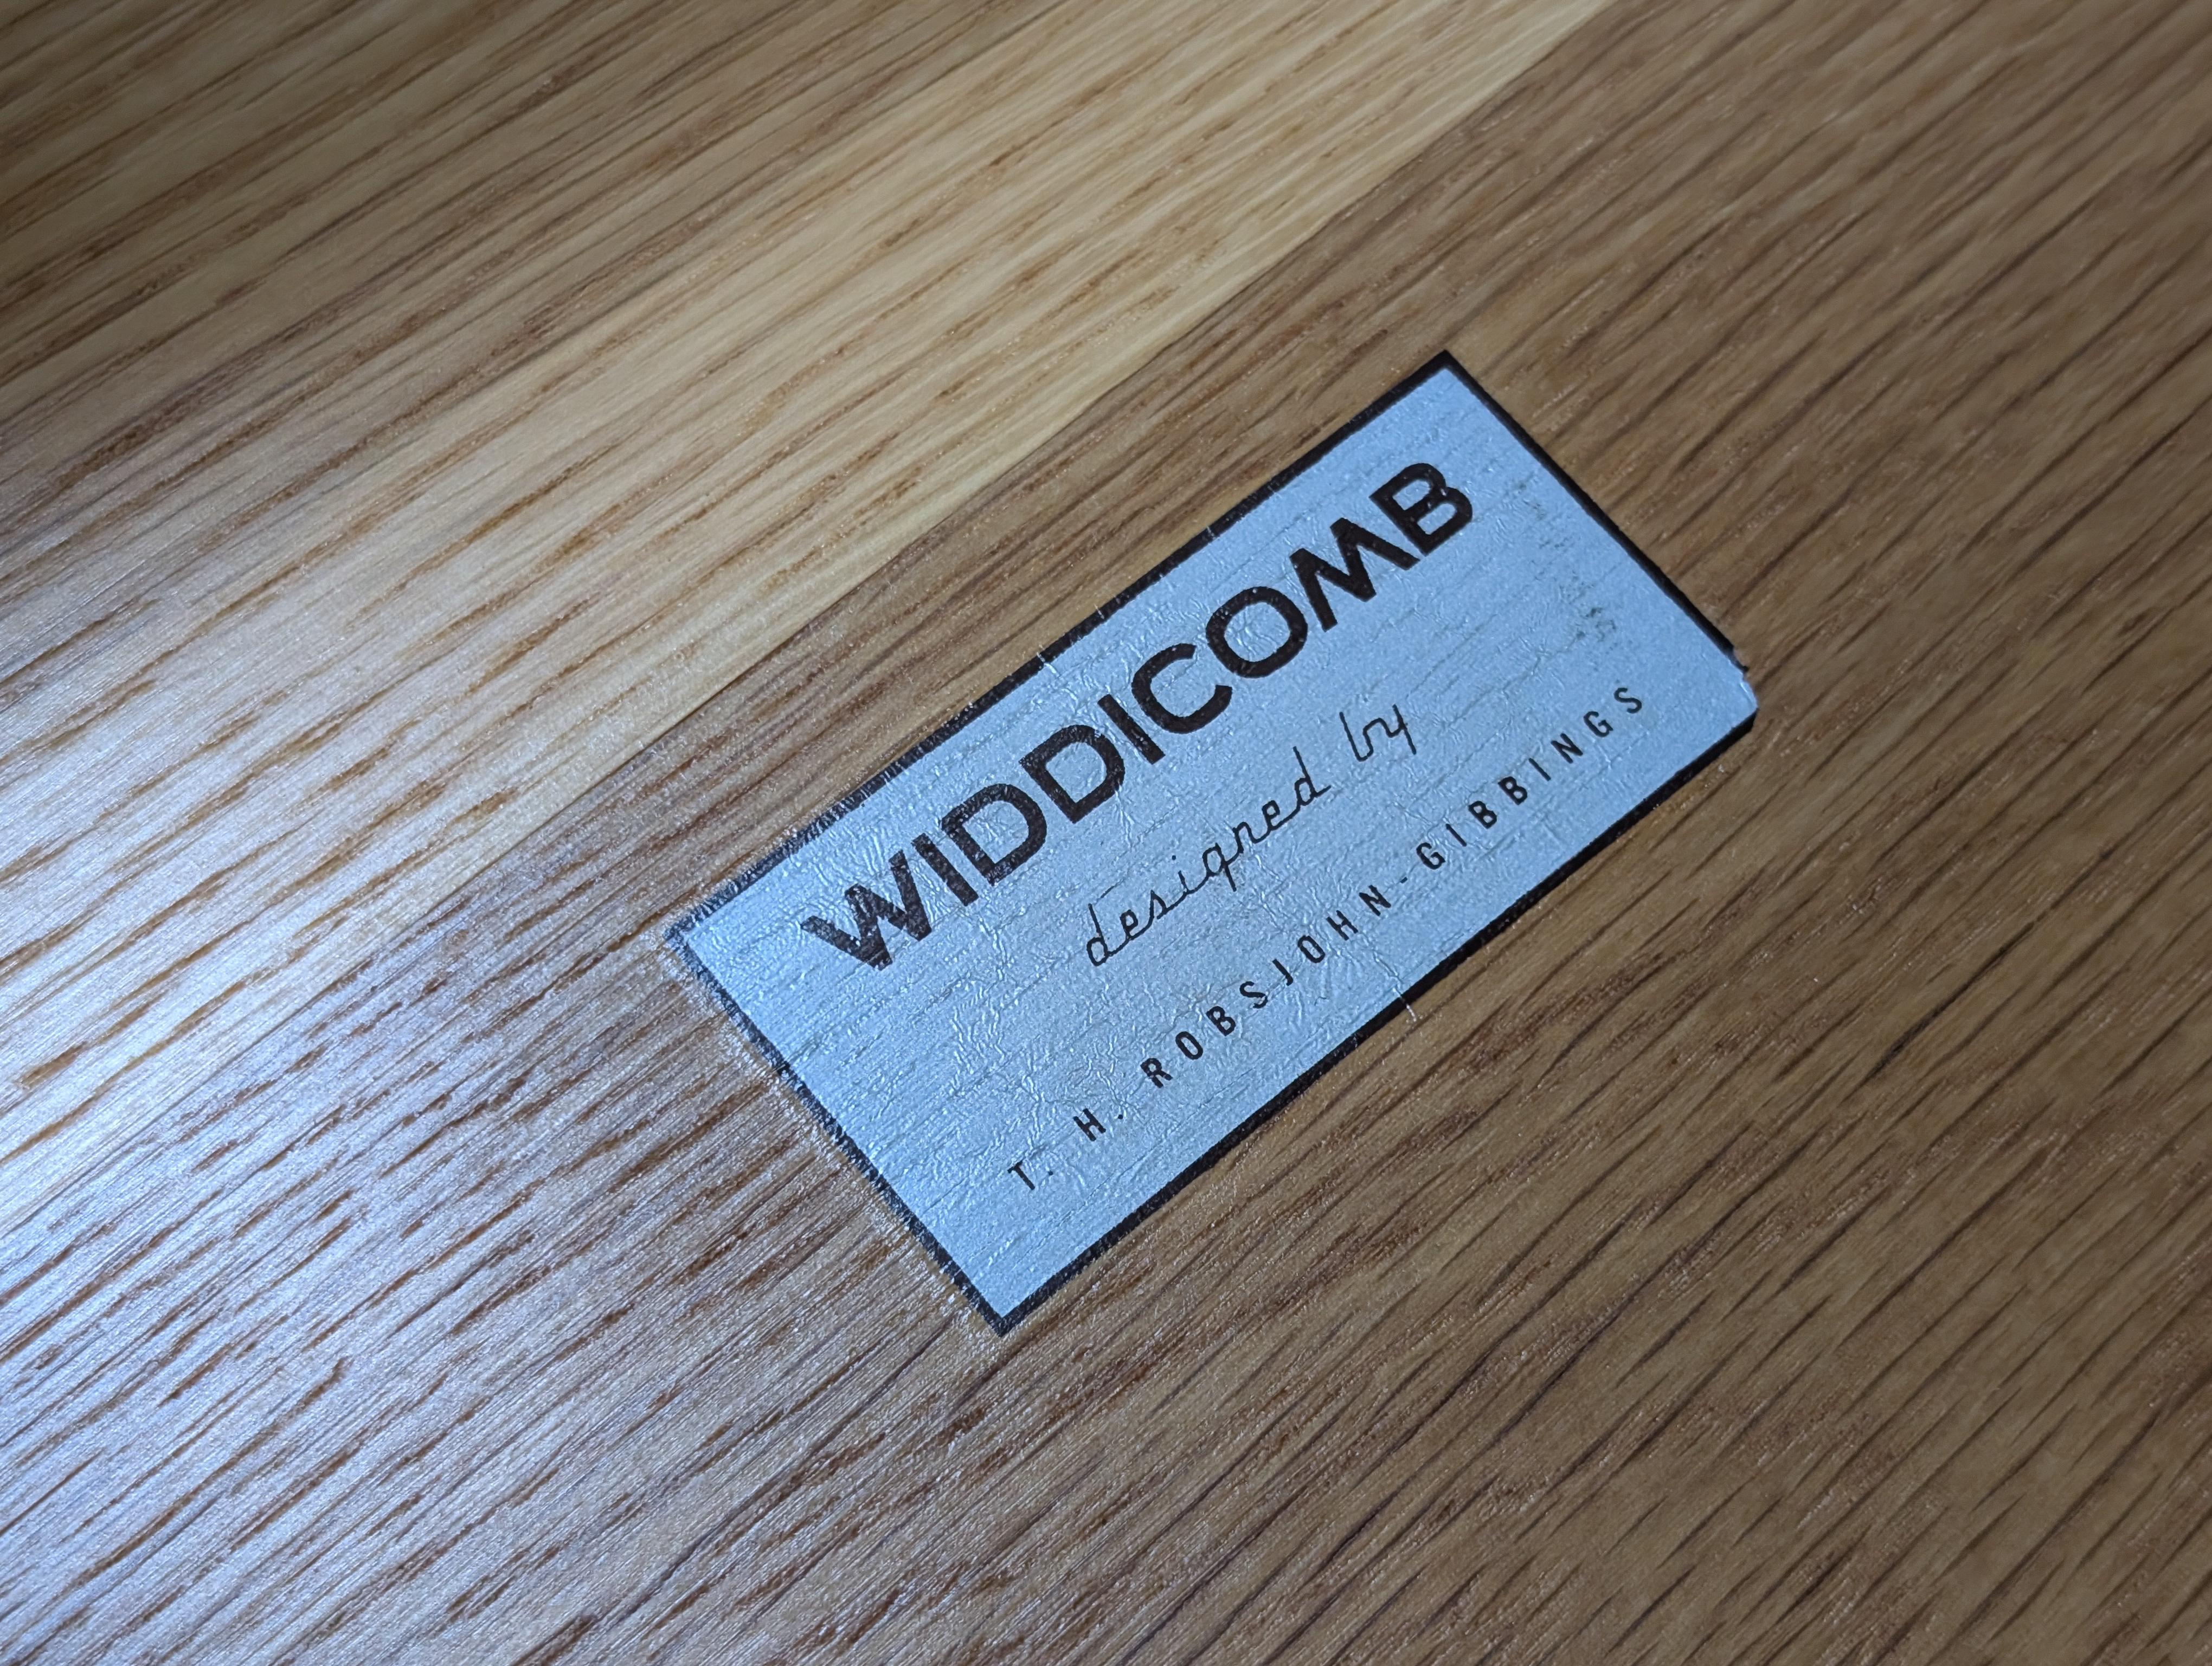 WIDDICOMB
designed by
T. H. ROBSJOHN-GIBBINGS